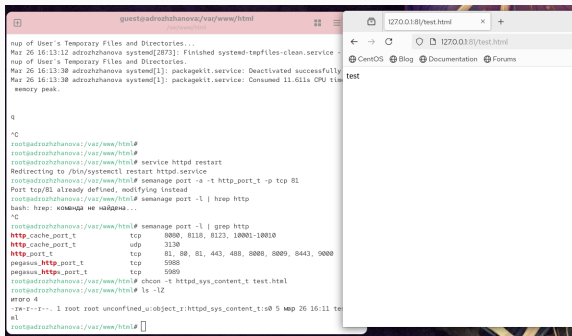 guest@adrozhzhanova:/var/www/html
/var/www/html
nup of User's Temporary Files and Directories...
Mar 26 16:13:12 adrozhzhanova systemd[2873]: Finished systemd-tmpfiles-clean.service -
nup of User's Temporary Files and Directories.
Mar 26 16:13:30 adrozhzhanova systemd[1]: packagekit.service: Deactivated successfully
Mar 26 16:13:30 adrozhzhanova systemd[1]: packagekit.service: Consumed 11.611s CPU tim
memory peak.
q
^C
root@adrozhzhanova:/var/www/html#
root@adrozhzhanova:/var/www/html#
root@adrozhzhanova:/var/www/html# service httpd restart
Redirecting to /bin/systemctl restart httpd.service
root@adrozhzhanova:/var/www/html# semanage port -a -t http_port_t -p tcp 81
Port tcp/81 already defined, modifying instead
root@adrozhzhanova:/var/www/html# semanage port -l | hrep http
bash: hrep: команда не найдена...
^C
root@adrozhzhanova:/var/www/html# semanage port -l | grep http
http_cache_port_t tcp 8080, 8118, 8123, 10001-10010
http_cache_port_t udp 3130
http_port_t tcp 81, 80, 81, 443, 488, 8008, 8009, 8443, 9000
pegasus_http_port_t tcp 5988
pegasus_https_port_t tcp 5989
root@adrozhzhanova:/var/www/html# chcon -t httpd_sys_content_t test.html
root@adrozhzhanova:/var/www/html# ls -lZ
итого 4
-rw-r--r--. 1 root root unconfined_u:object_r:httpd_sys_content_t:s0 5 мар 26 16:11 te
ml
root@adrozhzhanova:/var/www/html#
127.0.0.1:81/test.html
127.0.0.1:81/test.html
CentOS Blog Documentation Forums
test